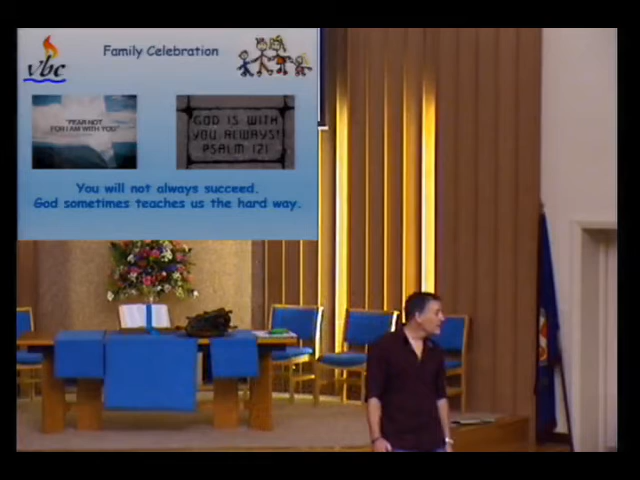 Family Celebration
vbc
"FEAR NOT
FOR I AM WITH YOU"
GOD IS WITH
YOU ALWAYS!
PSALM 121
You will not always succeed.
God sometimes teaches us the hard way.